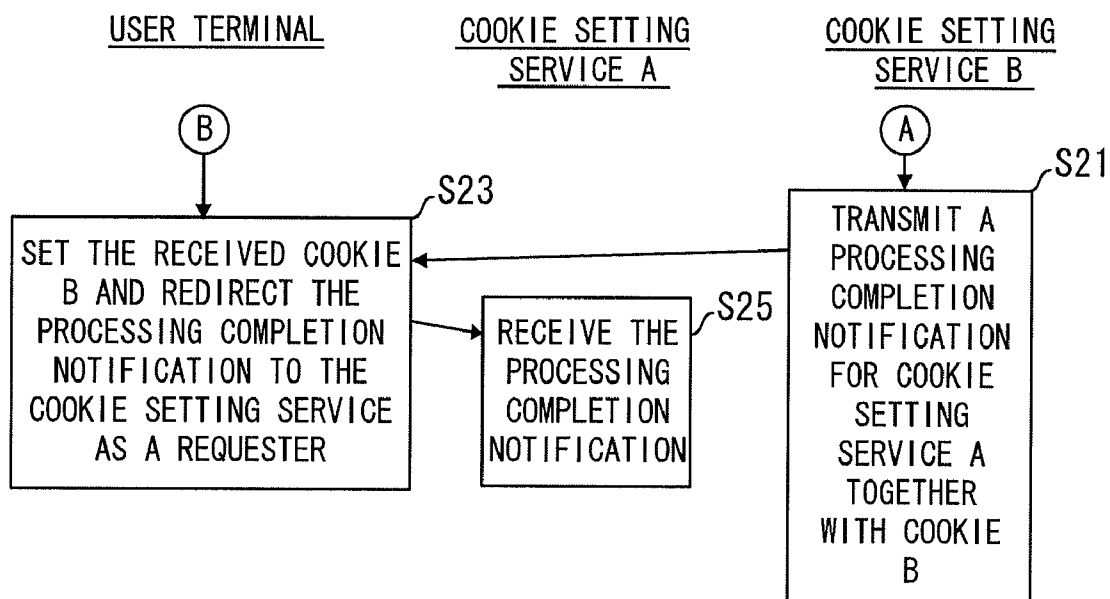 USER TERMINAL
COOKIE SETTING
SERVICE A
COOKIE SETTING
SERVICE B
B
A
S23
SET THE RECEIVED COOKIE
B AND REDIRECT THE
PROCESSING COMPLETION
NOTIFICATION TO THE
COOKIE SETTING SERVICE
AS A REQUESTER
S25
RECEIVE THE
PROCESSING
COMPLETION
NOTIFICATION
S21
TRANSMIT A
PROCESSING
COMPLETION
NOTIFICATION
FOR COOKIE
SETTING
SERVICE A
TOGETHER
WITH COOKIE
B